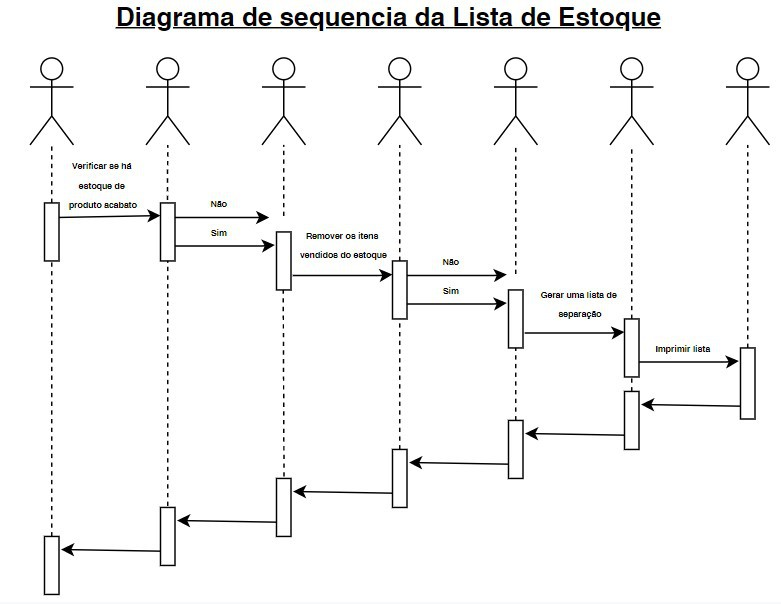 Diagrama de sequencia da Lista de Estoque
Verificar se há
estoque de
produto acabato
Não
Sim
Remover os itens
vendidos do estoque
Não
Sim
Gerar uma lista de
separação
Imprimir lista